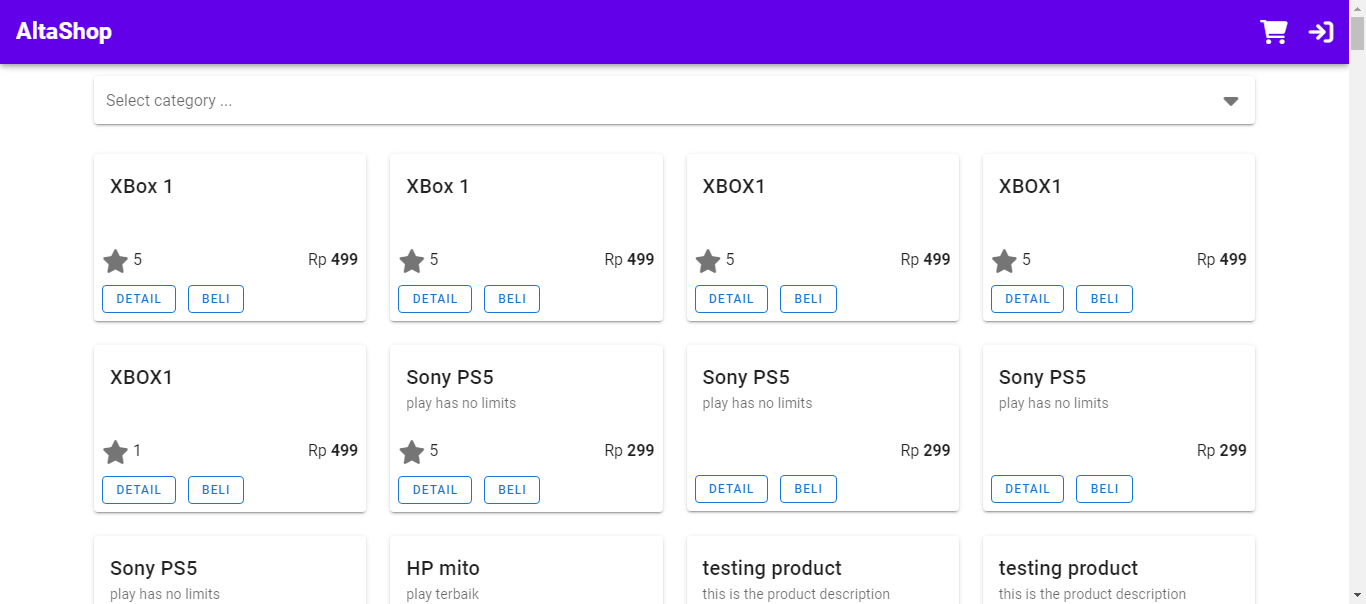 AltaShop
Select category ...
XBox 1
XBox 1
XBOX1
XBOX1
5
Rp 499
5
Rp 499
5
Rp 499
5
Rp 499
DETAIL
BELI
DETAIL
BELI
DETAIL
BELI
DETAIL
BELI
XBOX1
Sony PS5
Sony PS5
Sony PS5
play has no limits
play has no limits
play has no limits
1
Rp 499
5
Rp 299
Rp 299
Rp 299
DETAIL
BELI
DETAIL
BELI
DETAIL
BELI
DETAIL
BELI
Sony PS5
HP mito
testing product
testing product
play has no limits
play terbaik
this is the product description
this is the product description